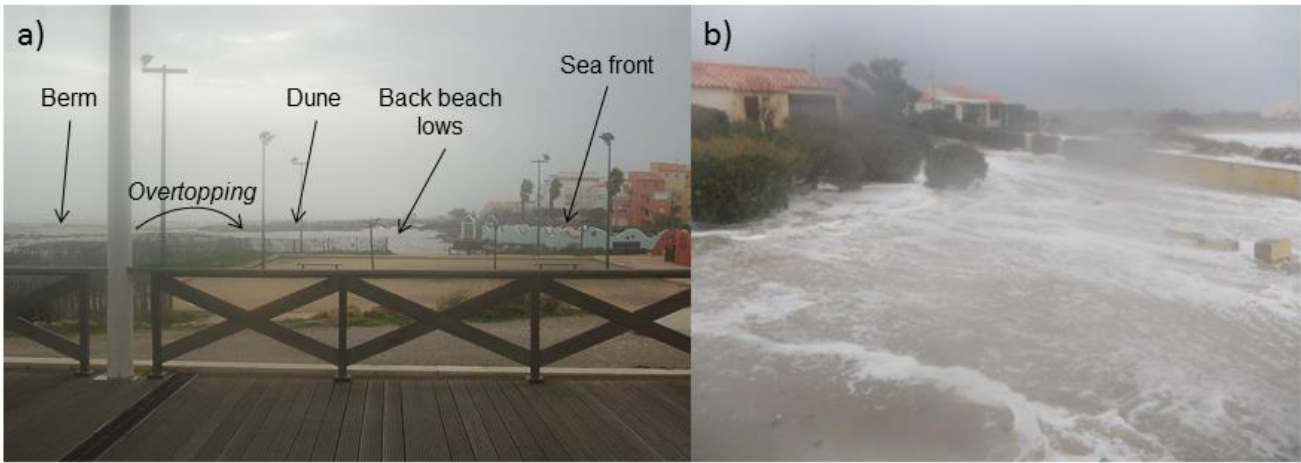 a)
Berm
Overtopping
Dune
Back beach
lows
Sea front
b)